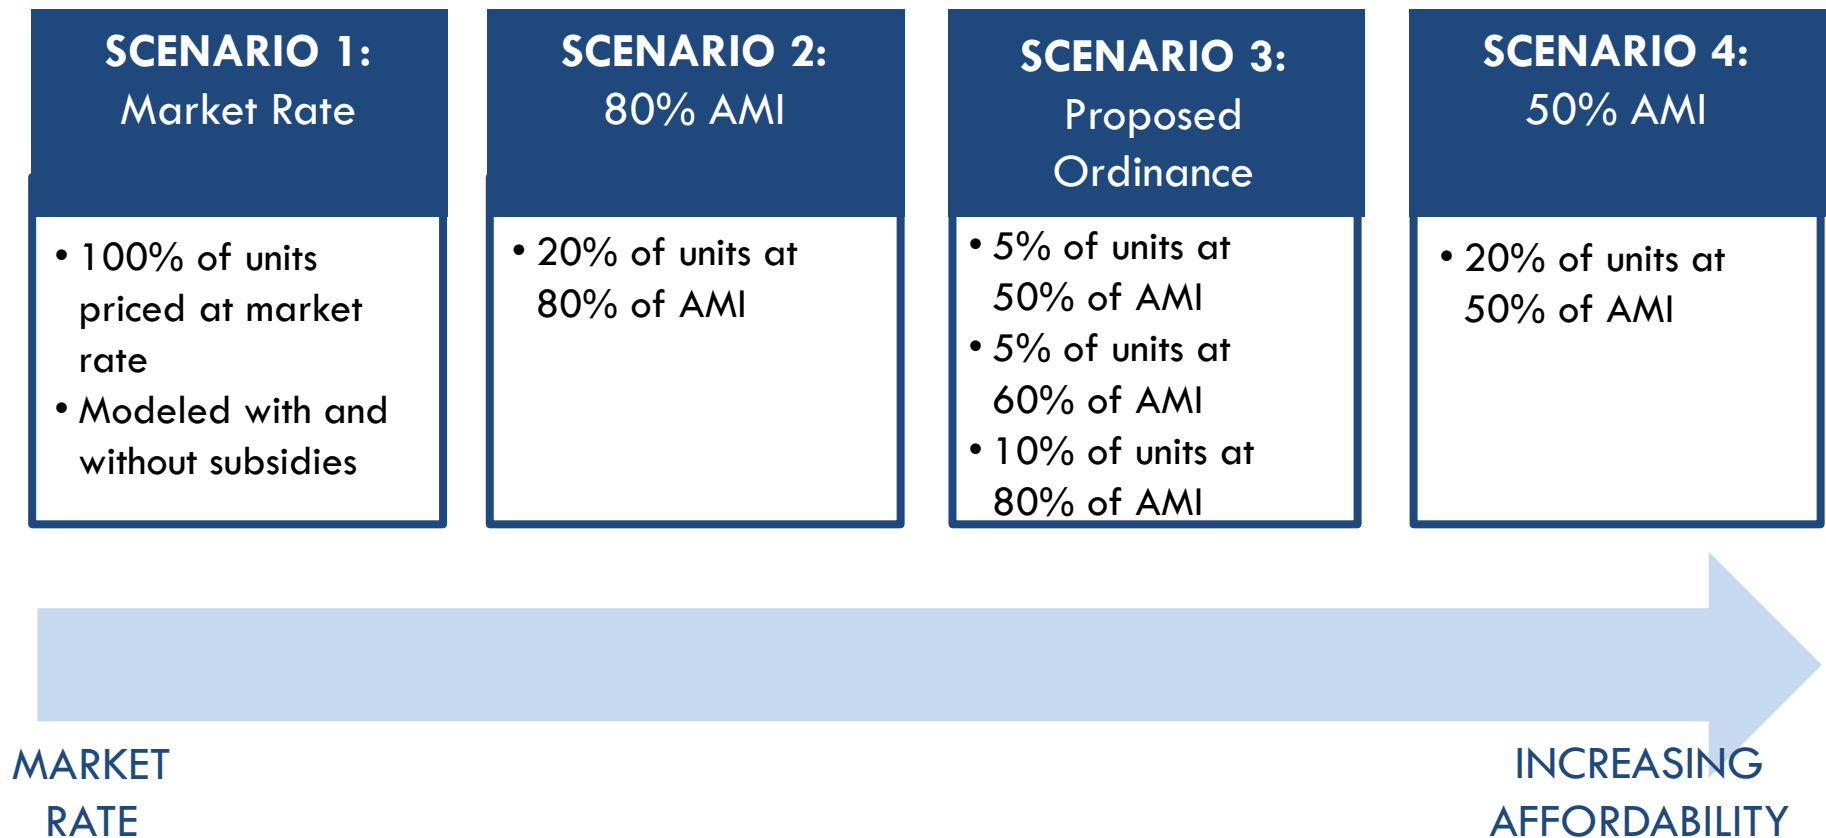 SCENARIO 1:
Market Rate
• 100% of units
priced at market
rate
• Modeled with and
without subsidies
SCENARIO 2:
80% AMI
• 20% of units at
80% of AMI
SCENARIO 3:
Proposed
Ordinance
• 5% of units at
50% of AMI
• 5% of units at
60% of AMI
• 10% of units at
80% of AMI
SCENARIO 4:
50% AMI
• 20% of units at
50% of AMI
MARKET
RATE
INCREASING
AFFORDABILITY